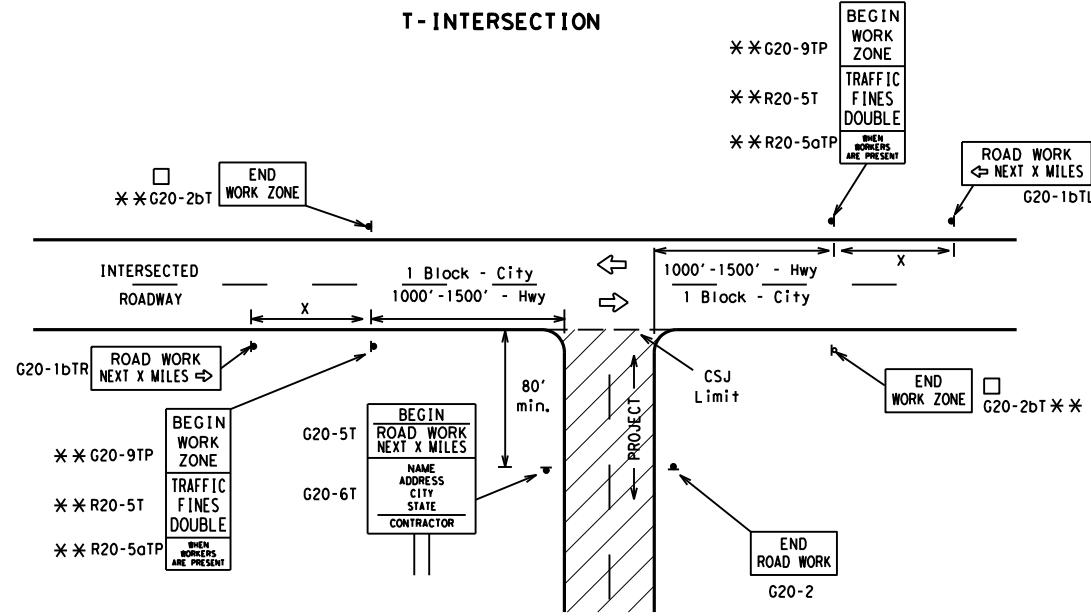 T-INTERSECTION
BEGIN
WORK
ZONE
✳✳G20-9TP
TRAFFIC
FINES
DOUBLE
✳✳R20-5T
WHEN
WORKERS
ARE PRESENT
✳✳R20-5aTP
ROAD WORK
⇦ NEXT X MILES
G20-1bTL
□
✳✳G20-2bT
END
WORK ZONE
INTERSECTED
ROADWAY
1 Block - City
1000'-1500' - Hwy
X
⇦
⇨
1000'-1500' - Hwy
1 Block - City
X
G20-1bTR
ROAD WORK
NEXT X MILES ⇨
80'
min.
CSJ
Limit
PROJECT
END
WORK ZONE
□
G20-2bT✳✳
BEGIN
WORK
ZONE
✳✳G20-9TP
TRAFFIC
FINES
DOUBLE
✳✳R20-5T
WHEN
WORKERS
ARE PRESENT
✳✳R20-5aTP
G20-5T
BEGIN
ROAD WORK
NEXT X MILES
G20-6T
NAME
ADDRESS
CITY
STATE
CONTRACTOR
END
ROAD WORK
G20-2